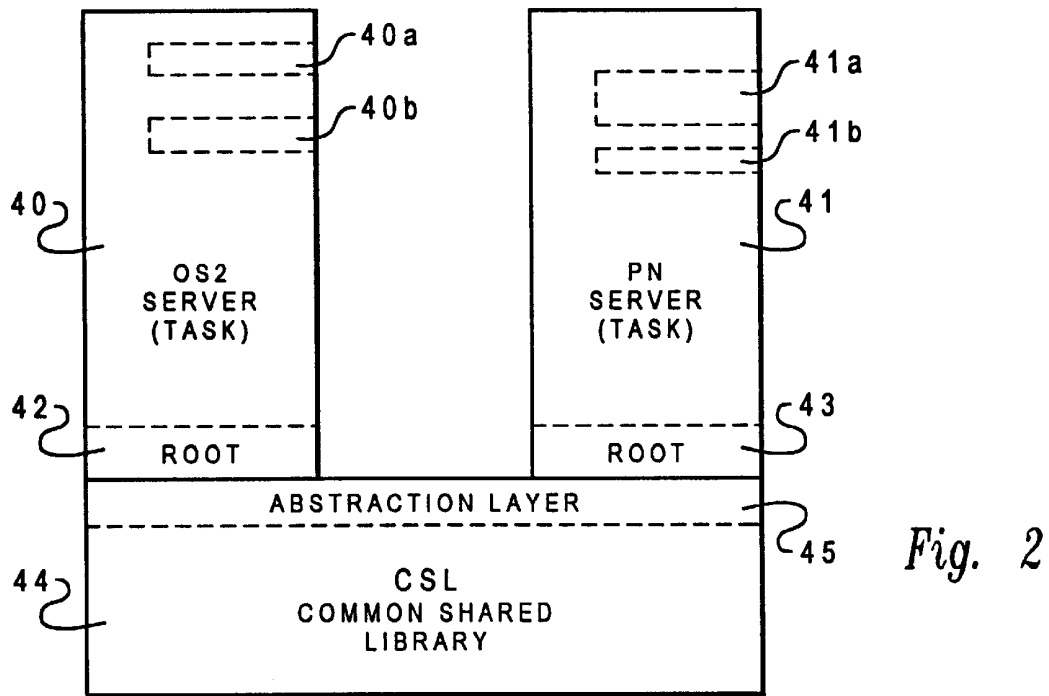 40a
41a
40b
41b
40
41
OS2
SERVER
(TASK)
PN
SERVER
(TASK)
42
43
ROOT
ROOT
ABSTRACTION LAYER
45
Fig. 2
44
CSL
COMMON SHARED
LIBRARY